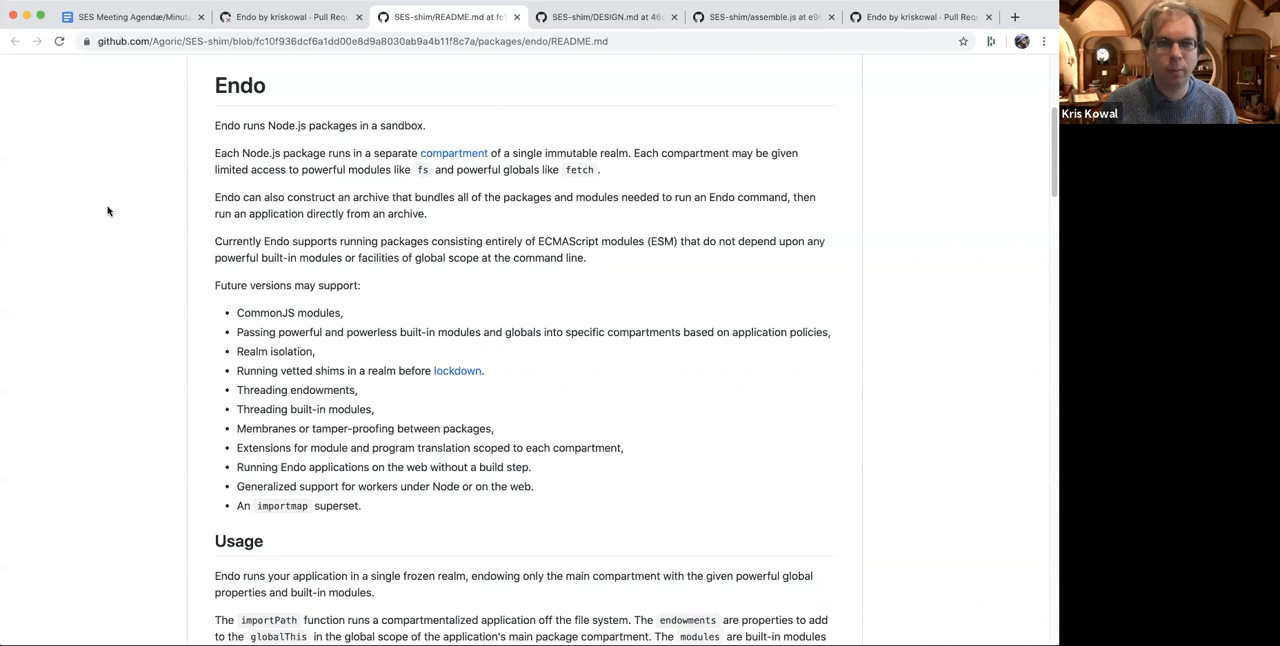 SES Meeting Agendæ/Minut
Endo by kriskowal · Pull Requ
SES-shim/README.md at fc1
SES-shim/DESIGN.md at 46
SES-shim/assemble.js at e9
Endo by kriskowal · Pull Req
github.com/Agoric/SES-shim/blob/fc10f936dcf6a1dd00e8d9a8030ab9a4b11f8c7a/packages/endo/README.md
Kris Kowal
Endo
Endo runs Node.js packages in a sandbox.
Each Node.js package runs in a separate compartment of a single immutable realm. Each compartment may be given
limited access to powerful modules like fs and powerful globals like fetch.
Endo can also construct an archive that bundles all of the packages and modules needed to run an Endo command, then
run an application directly from an archive.
Currently Endo supports running packages consisting entirely of ECMAScript modules (ESM) that do not depend upon any
powerful built-in modules or facilities of global scope at the command line.
Future versions may support:
• CommonJS modules,
• Passing powerful and powerless built-in modules and globals into specific compartments based on application policies,
• Realm isolation,
• Running vetted shims in a realm before lockdown.
• Threading endowments,
• Threading built-in modules,
• Membranes or tamper-proofing between packages,
• Extensions for module and program translation scoped to each compartment,
• Running Endo applications on the web without a build step.
• Generalized support for workers under Node or on the web.
• An importmap superset.
Usage
Endo runs your application in a single frozen realm, endowing only the main compartment with the given powerful global
properties and built-in modules.
The importPath function runs a compartmentalized application off the file system. The endowments are properties to add
to the globalThis in the global scope of the application's main package compartment. The modules are built-in modules